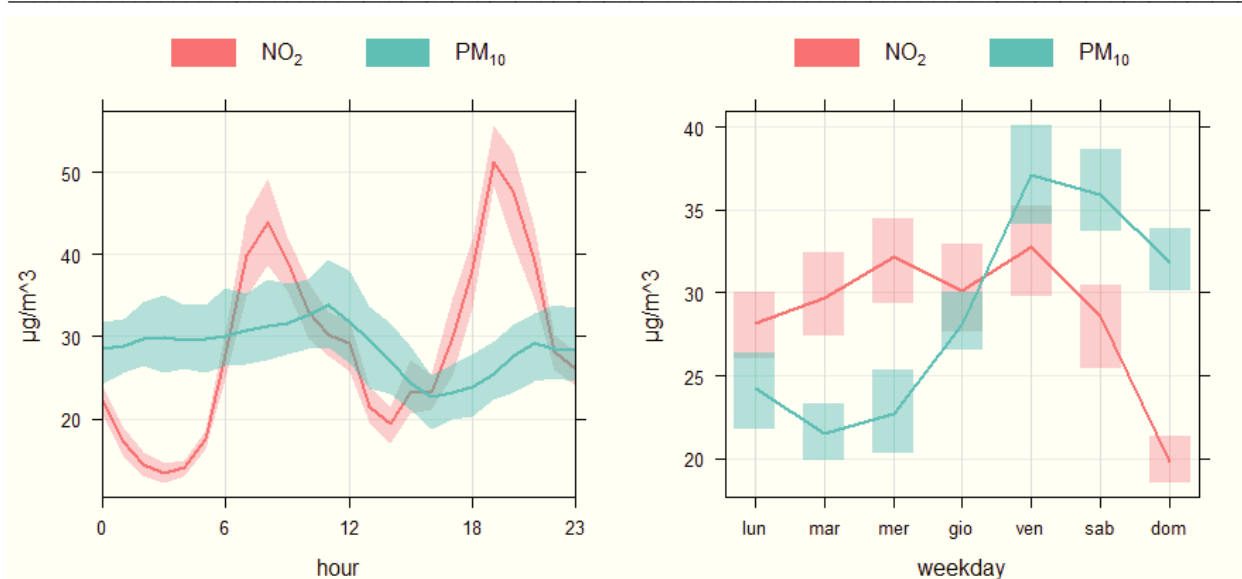 NO₂ PM₁₀
µg/m^3
50
40
30
20
0 6 12 18 23
hour
NO₂ PM₁₀
µg/m^3
40
35
30
25
20
lun mar mer gio ven sab dom
weekday